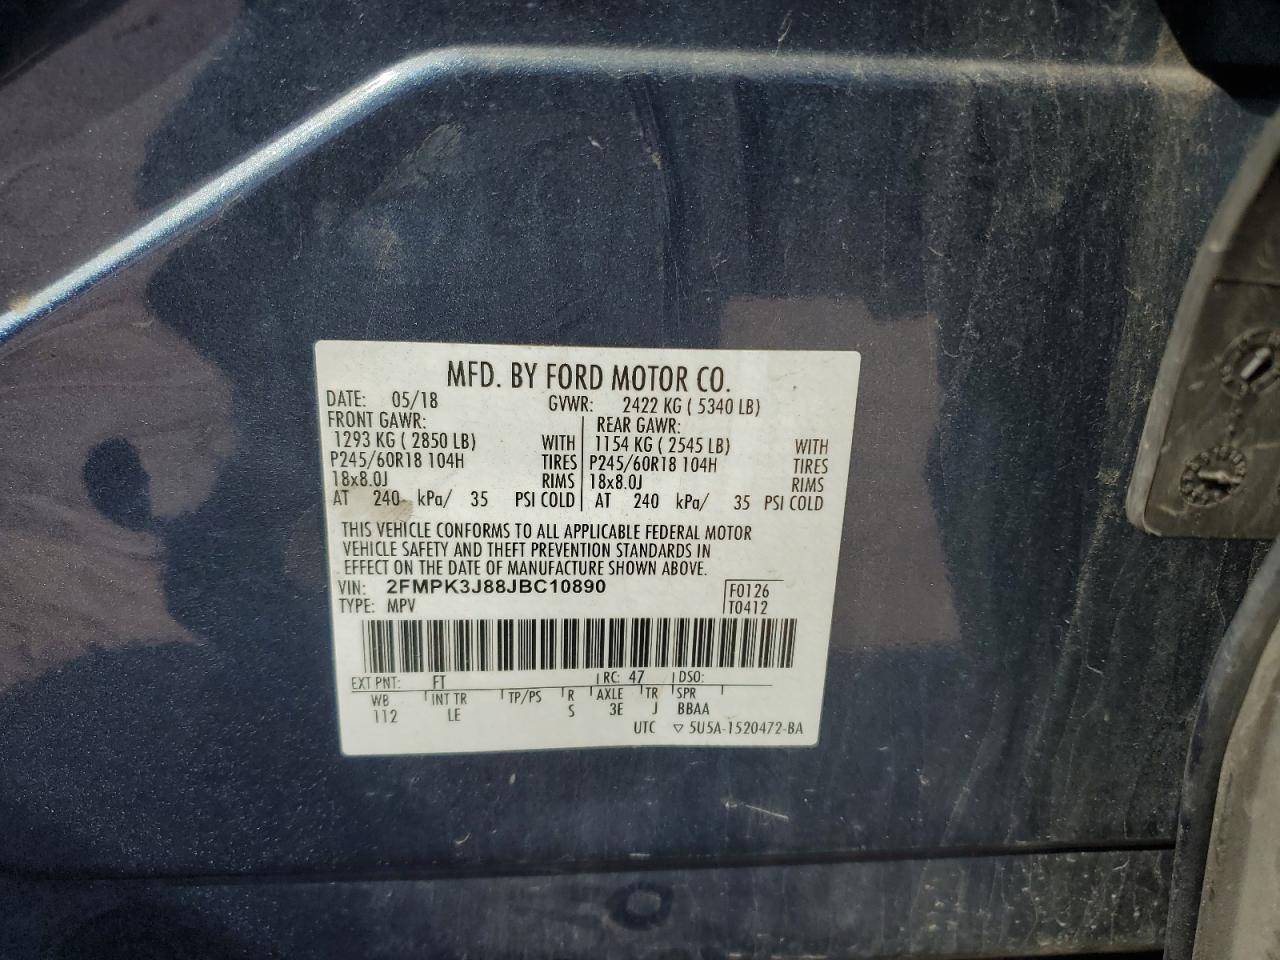 MFD. BY FORD MOTOR CO.
DATE: 05/18 GVWR: 2422 KG ( 5340 LB)
FRONT GAWR: REAR GAWR:
1293 KG ( 2850 LB) WITH 1154 KG ( 2545 LB) WITH
P245/60R18 104H TIRES P245/60R18 104H TIRES
18x8.0J RIMS 18x8.0J RIMS
AT 240 kPa/ 35 PSI COLD AT 240 kPa/ 35 PSI COLD
THIS VEHICLE CONFORMS TO ALL APPLICABLE FEDERAL MOTOR
VEHICLE SAFETY AND THEFT PREVENTION STANDARDS IN
EFFECT ON THE DATE OF MANUFACTURE SHOWN ABOVE.
VIN: 2FMPK3J88JBC10890 F0126
TYPE: MPV T0412
EXT PNT: FT RC: 47 DSO:
WB INT TR TP/PS R AXLE TR SPR
112 LE S 3E J BBAA
UTC ▽ 5U5A-1520472-BA